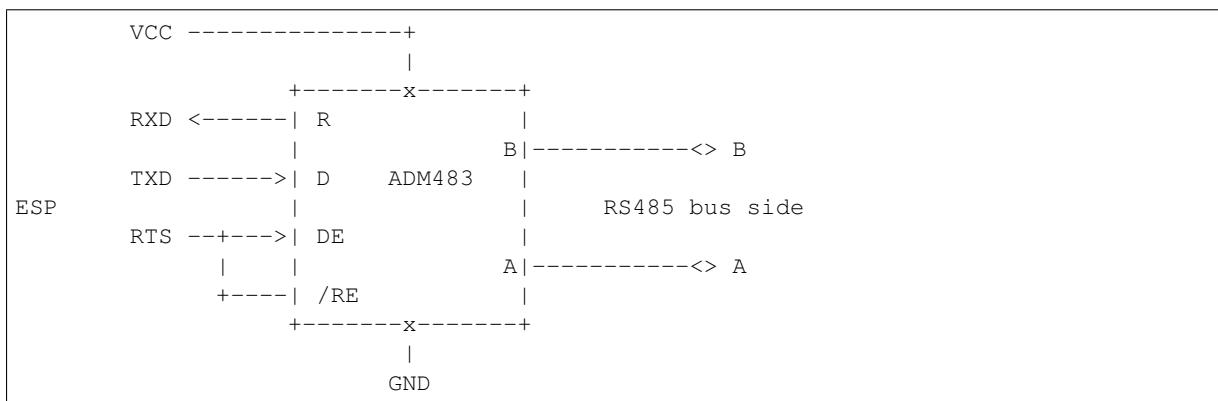 VCC ---------------+
|
+-------x-------+
RXD <------| R |
| B|-----------<> B
TXD ------>| D ADM483 |
ESP | | RS485 bus side
RTS --+--->| DE |
| | A|-----------<> A
+----| /RE |
+-------x-------+
|
GND